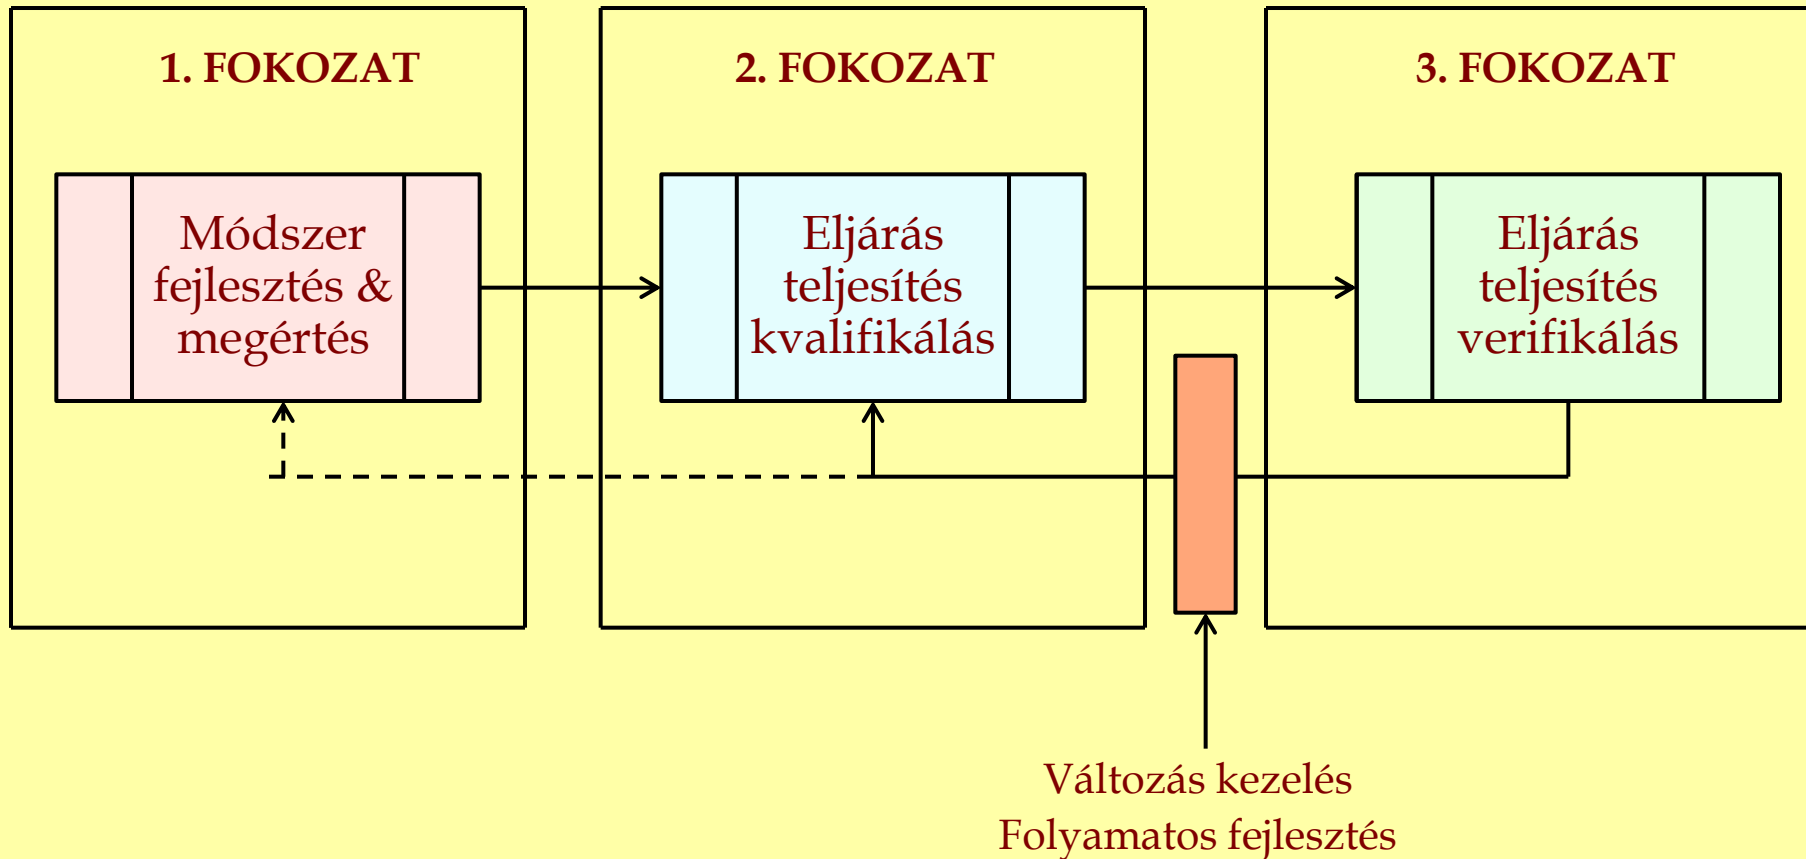 1. FOKOZAT
2. FOKOZAT
3. FOKOZAT
Módszer
fejlesztés &
megértés
Eljárás
teljesítés
kvalifikálás
Eljárás
teljesítés
verifikálás
Változás kezelés
Folyamatos fejlesztés